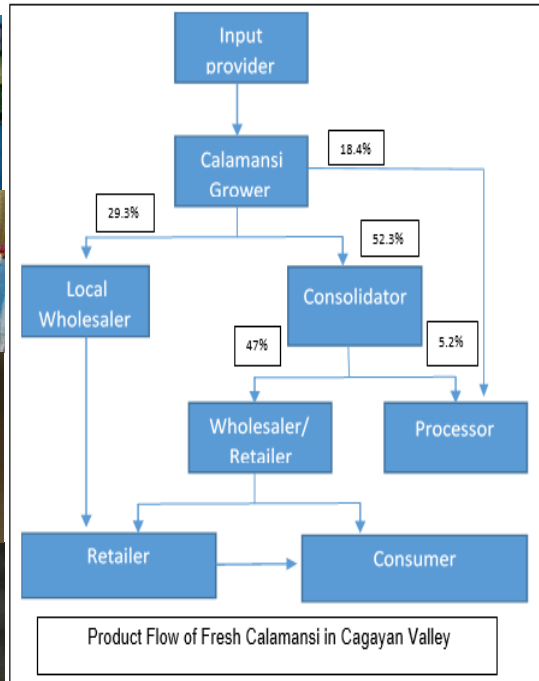 Input
provider
Calamansi
Grower
18.4%
29.3%
52.3%
Local
Wholesaler
Consolidator
47%
5.2%
Wholesaler/
Retailer
Processor
Retailer
Consumer
Product Flow of Fresh Calamansi in Cagayan Valley